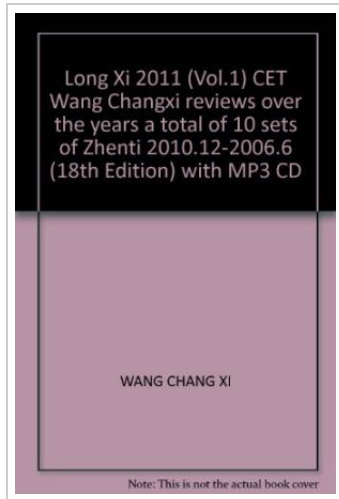 Long Xi 2011 (Vol.1) CET
Wang Changxi reviews over
the years a total of 10 sets
of Zhenti 2010.12-2006.6
(18th Edition) with MP3 CD
WANG CHANG XI
Note: This is not the actual book cover